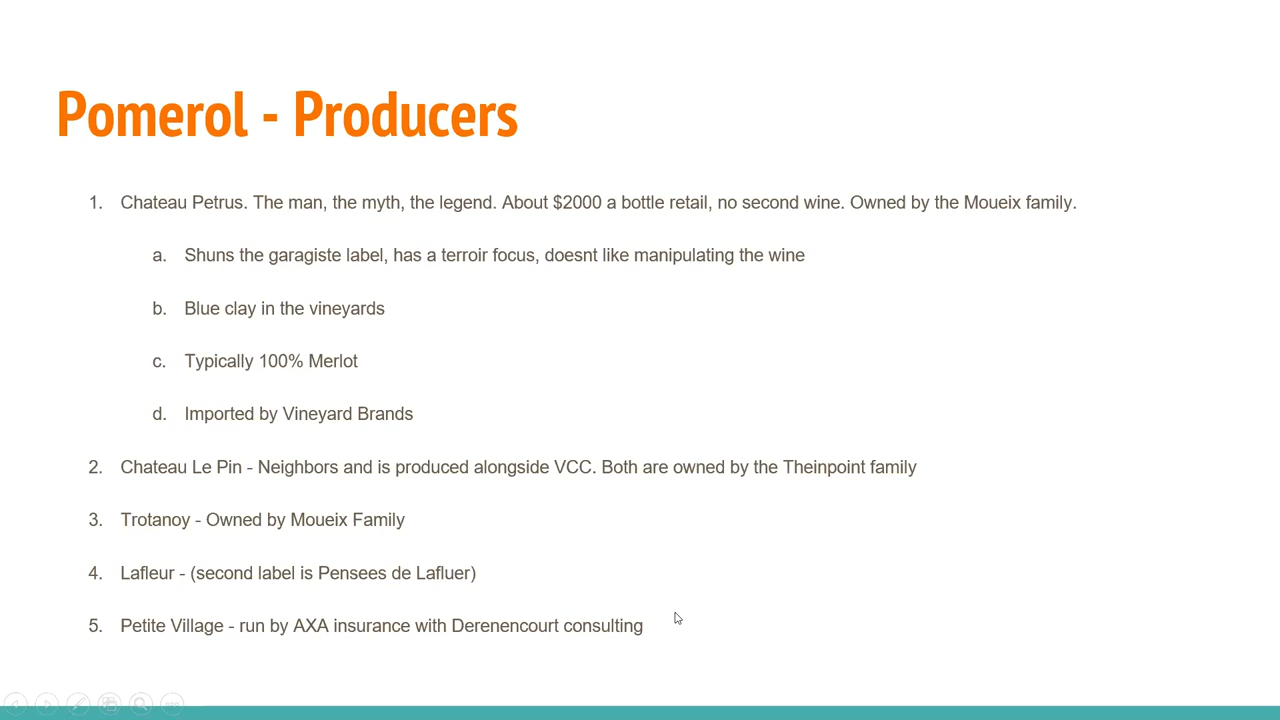 Pomerol - Producers
1. Chateau Petrus. The man, the myth, the legend. About $2000 a bottle retail, no second wine. Owned by the Moueix family.
a. Shuns the garagiste label, has a terroir focus, doesnt like manipulating the wine
b. Blue clay in the vineyards
c. Typically 100% Merlot
d. Imported by Vineyard Brands
2. Chateau Le Pin - Neighbors and is produced alongside VCC. Both are owned by the Theinpoint family
3. Trotanoy - Owned by Moueix Family
4. Lafleur - (second label is Pensees de Lafluer)
5. Petite Village - run by AXA insurance with Derenencourt consulting